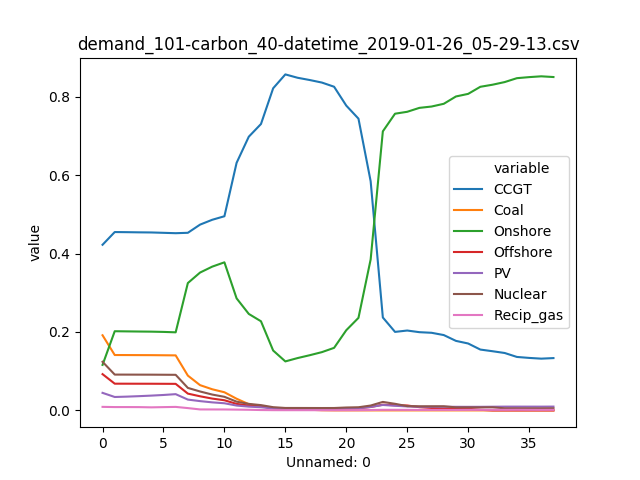 demand_101-carbon_40-datetime_2019-01-26_05-29-13.csv
value
0.8
0.6
0.4
0.2
0.0
variable
CCGT
Coal
Onshore
Offshore
PV
Nuclear
Recip_gas
0 5 10 15 20 25 30 35
Unnamed: 0